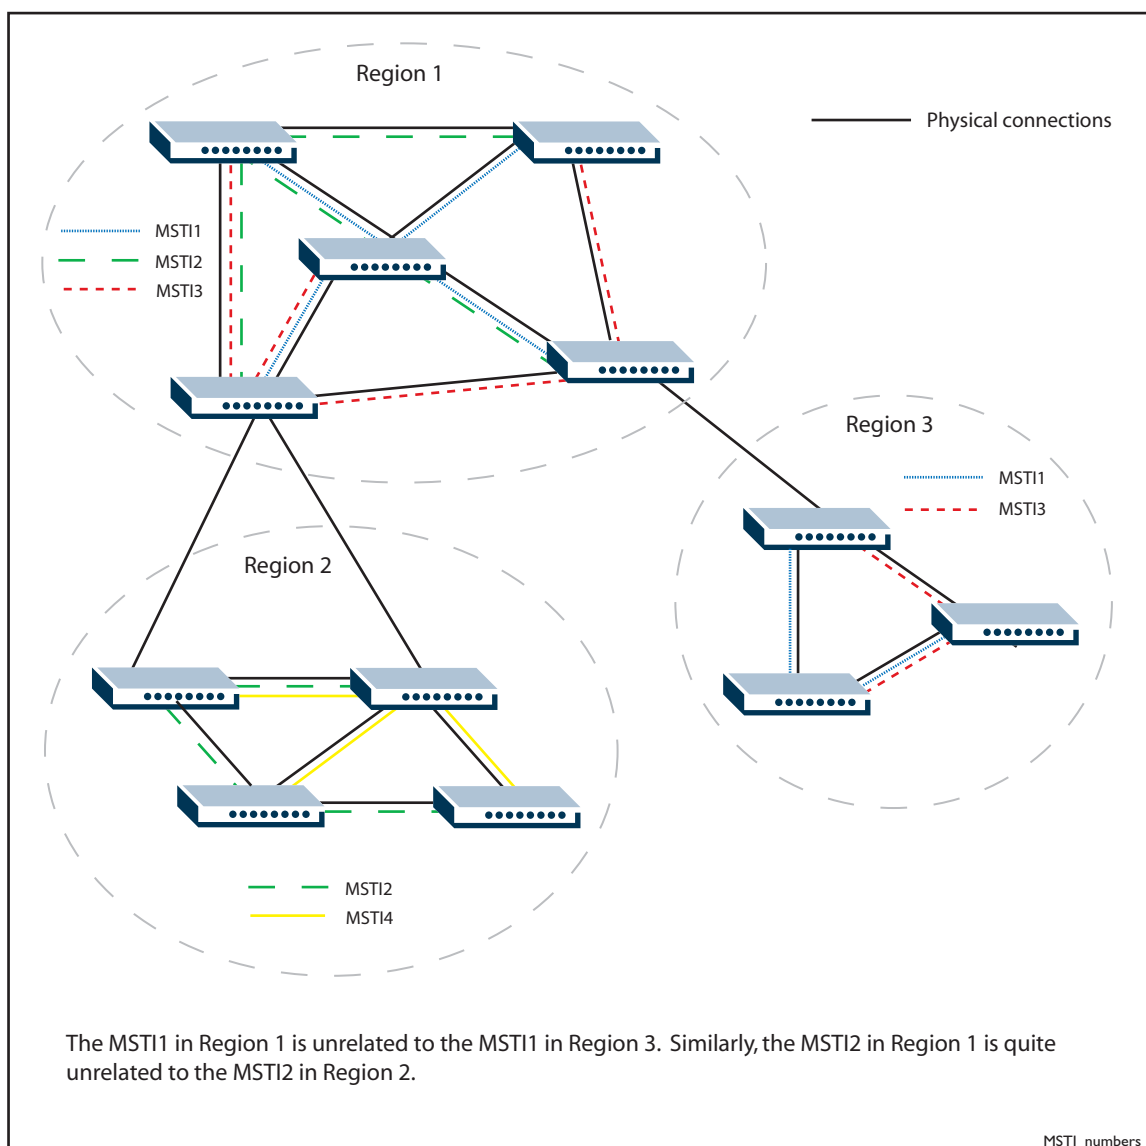 Region 1
Physical connections
MSTI1
MSTI2
MSTI3
Region 3
MSTI1
MSTI3
Region 2
MSTI2
MSTI4
The MSTI1 in Region 1 is unrelated to the MSTI1 in Region 3. Similarly, the MSTI2 in Region 1 is quite
unrelated to the MSTI2 in Region 2.
MSTI_numbers